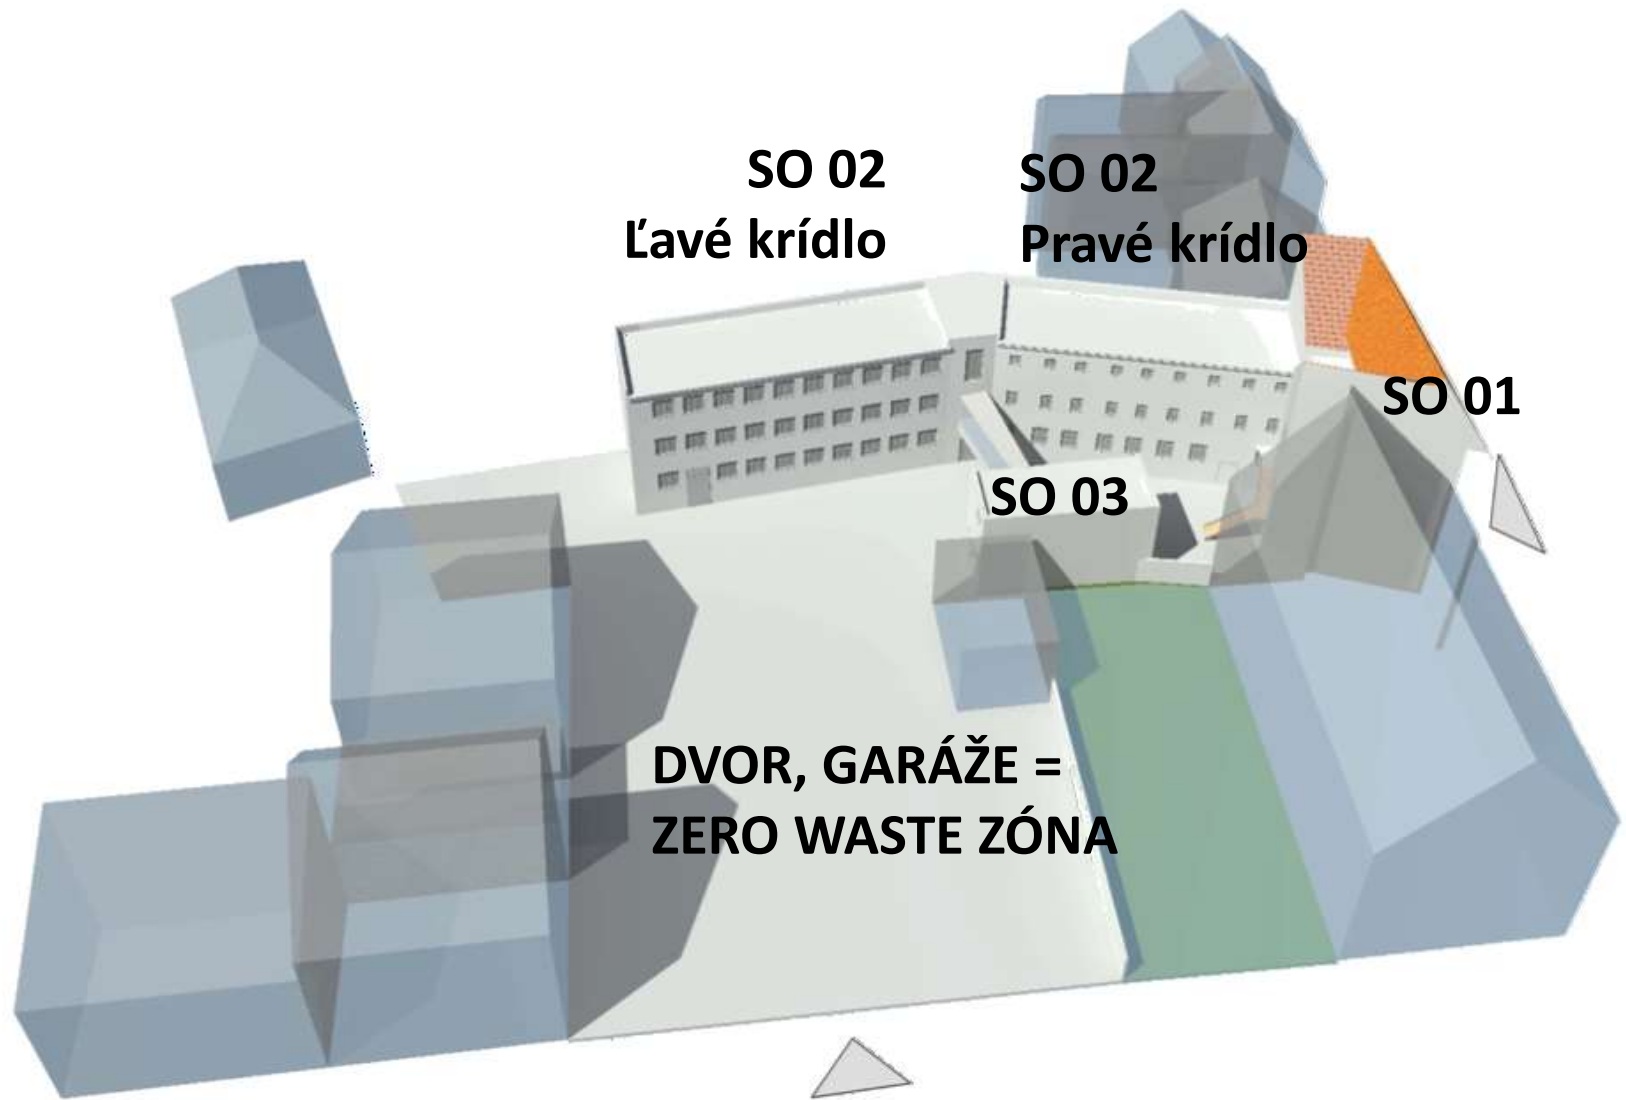 SO 02
Ľavé krídlo
SO 02
Pravé krídlo
SO 01
SO 03
DVOR, GARÁŽE =
ZERO WASTE ZÓNA